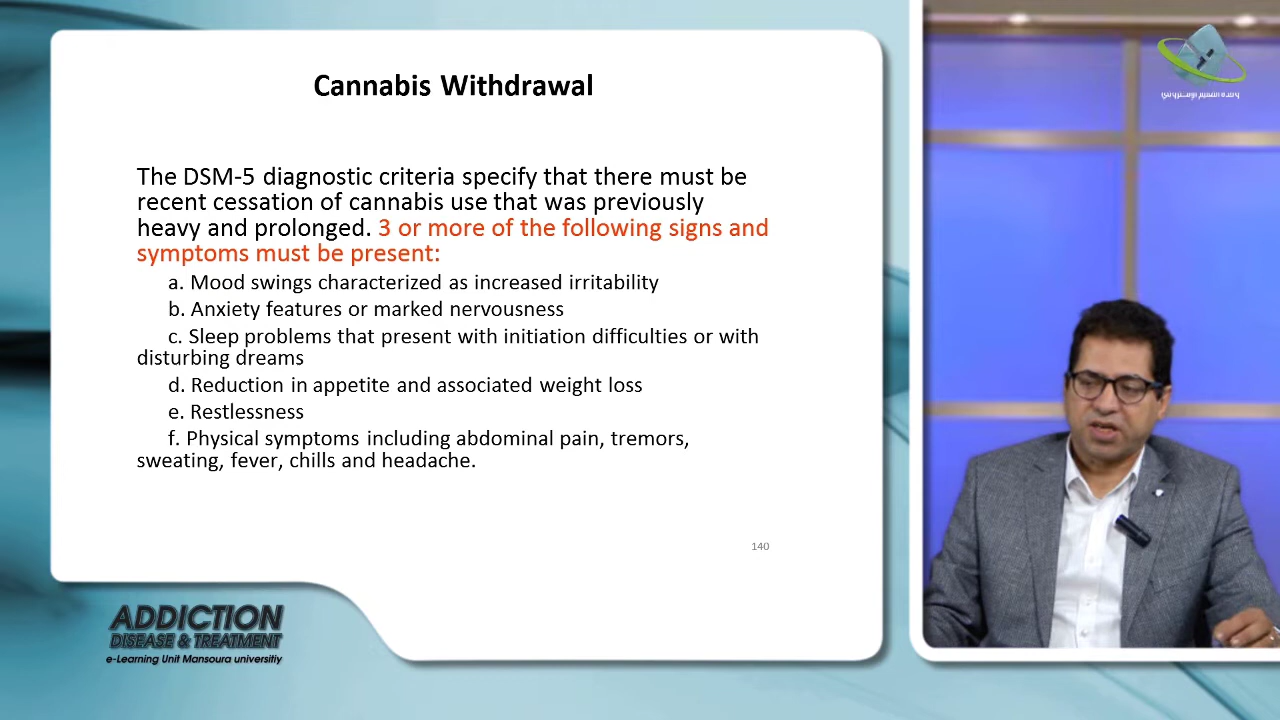 Cannabis Withdrawal
The DSM-5 diagnostic criteria specify that there must be
recent cessation of cannabis use that was previously
heavy and prolonged. 3 or more of the following signs and
symptoms must be present:
a. Mood swings characterized as increased irritability
b. Anxiety features or marked nervousness
c. Sleep problems that present with initiation difficulties or with
disturbing dreams
d. Reduction in appetite and associated weight loss
e. Restlessness
f. Physical symptoms including abdominal pain, tremors,
sweating, fever, chills and headache.
140
ADDICTION
DISEASE & TREATMENT
e-Learning Unit Mansoura universitiy
وحدة التعليم الإلكتروني